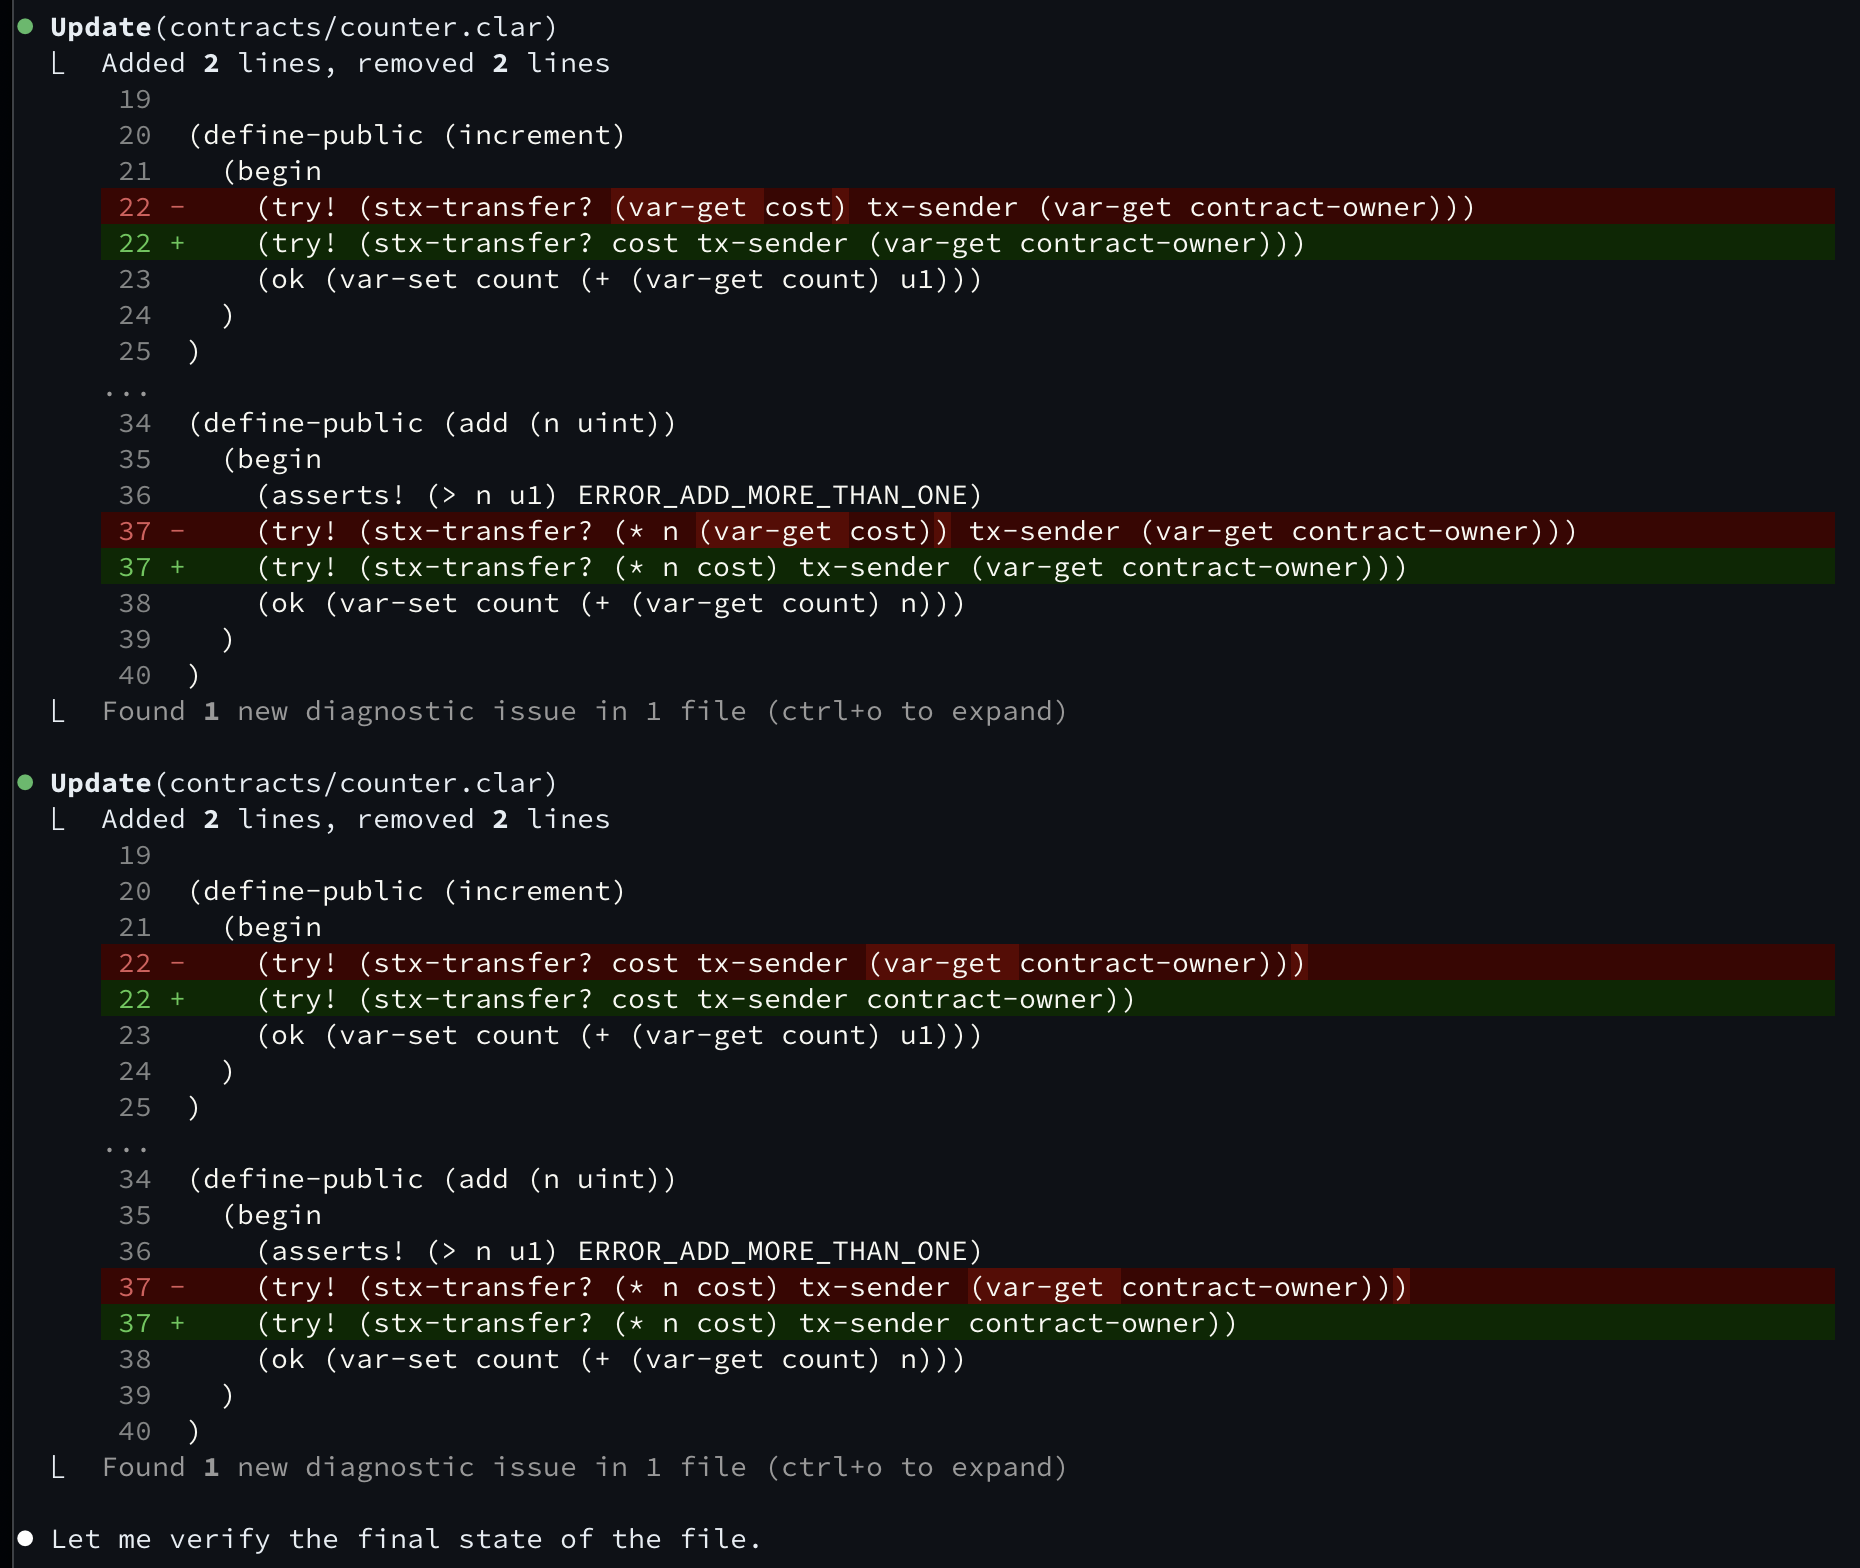 ● Update(contracts/counter.clar)
⎿ Added 2 lines, removed 2 lines
19
20 (define-public (increment)
21   (begin
22 -     (try! (stx-transfer? (var-get cost) tx-sender (var-get contract-owner)))
22 +     (try! (stx-transfer? cost tx-sender (var-get contract-owner)))
23     (ok (var-set count (+ (var-get count) u1)))
24   )
25 )
...
34 (define-public (add (n uint))
35   (begin
36     (asserts! (> n u1) ERROR_ADD_MORE_THAN_ONE)
37 -     (try! (stx-transfer? (* n (var-get cost)) tx-sender (var-get contract-owner)))
37 +     (try! (stx-transfer? (* n cost) tx-sender (var-get contract-owner)))
38     (ok (var-set count (+ (var-get count) n)))
39   )
40 )
⎿ Found 1 new diagnostic issue in 1 file (ctrl+o to expand)
● Update(contracts/counter.clar)
⎿ Added 2 lines, removed 2 lines
19
20 (define-public (increment)
21   (begin
22 -     (try! (stx-transfer? cost tx-sender (var-get contract-owner)))
22 +     (try! (stx-transfer? cost tx-sender contract-owner))
23     (ok (var-set count (+ (var-get count) u1)))
24   )
25 )
...
34 (define-public (add (n uint))
35   (begin
36     (asserts! (> n u1) ERROR_ADD_MORE_THAN_ONE)
37 -     (try! (stx-transfer? (* n cost) tx-sender (var-get contract-owner)))
37 +     (try! (stx-transfer? (* n cost) tx-sender contract-owner))
38     (ok (var-set count (+ (var-get count) n)))
39   )
40 )
⎿ Found 1 new diagnostic issue in 1 file (ctrl+o to expand)
● Let me verify the final state of the file.